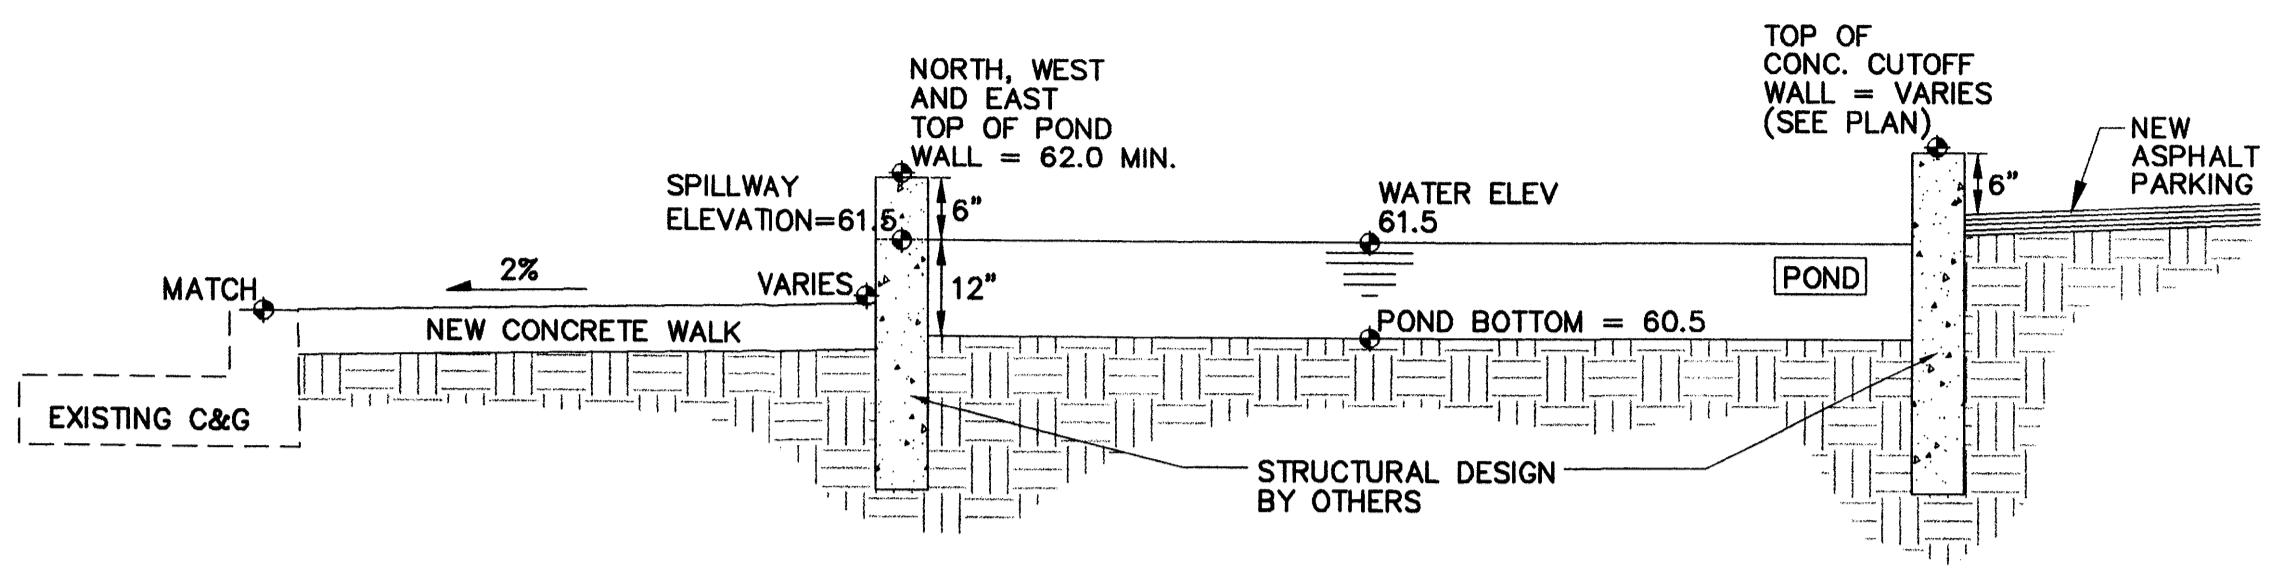 TOP OF
CONC. CUTOFF
WALL = VARIES
(SEE PLAN)
NORTH, WEST
AND EAST
TOP OF POND
WALL = 62.0 MIN.
NEW
ASPHALT
PARKING
6"
SPILLWAY
ELEVATION=61.5
6"
WATER ELEV
61.5
MATCH
2%
VARIES
12"
POND
NEW CONCRETE WALK
POND BOTTOM = 60.5
EXISTING C&G
STRUCTURAL DESIGN
BY OTHERS